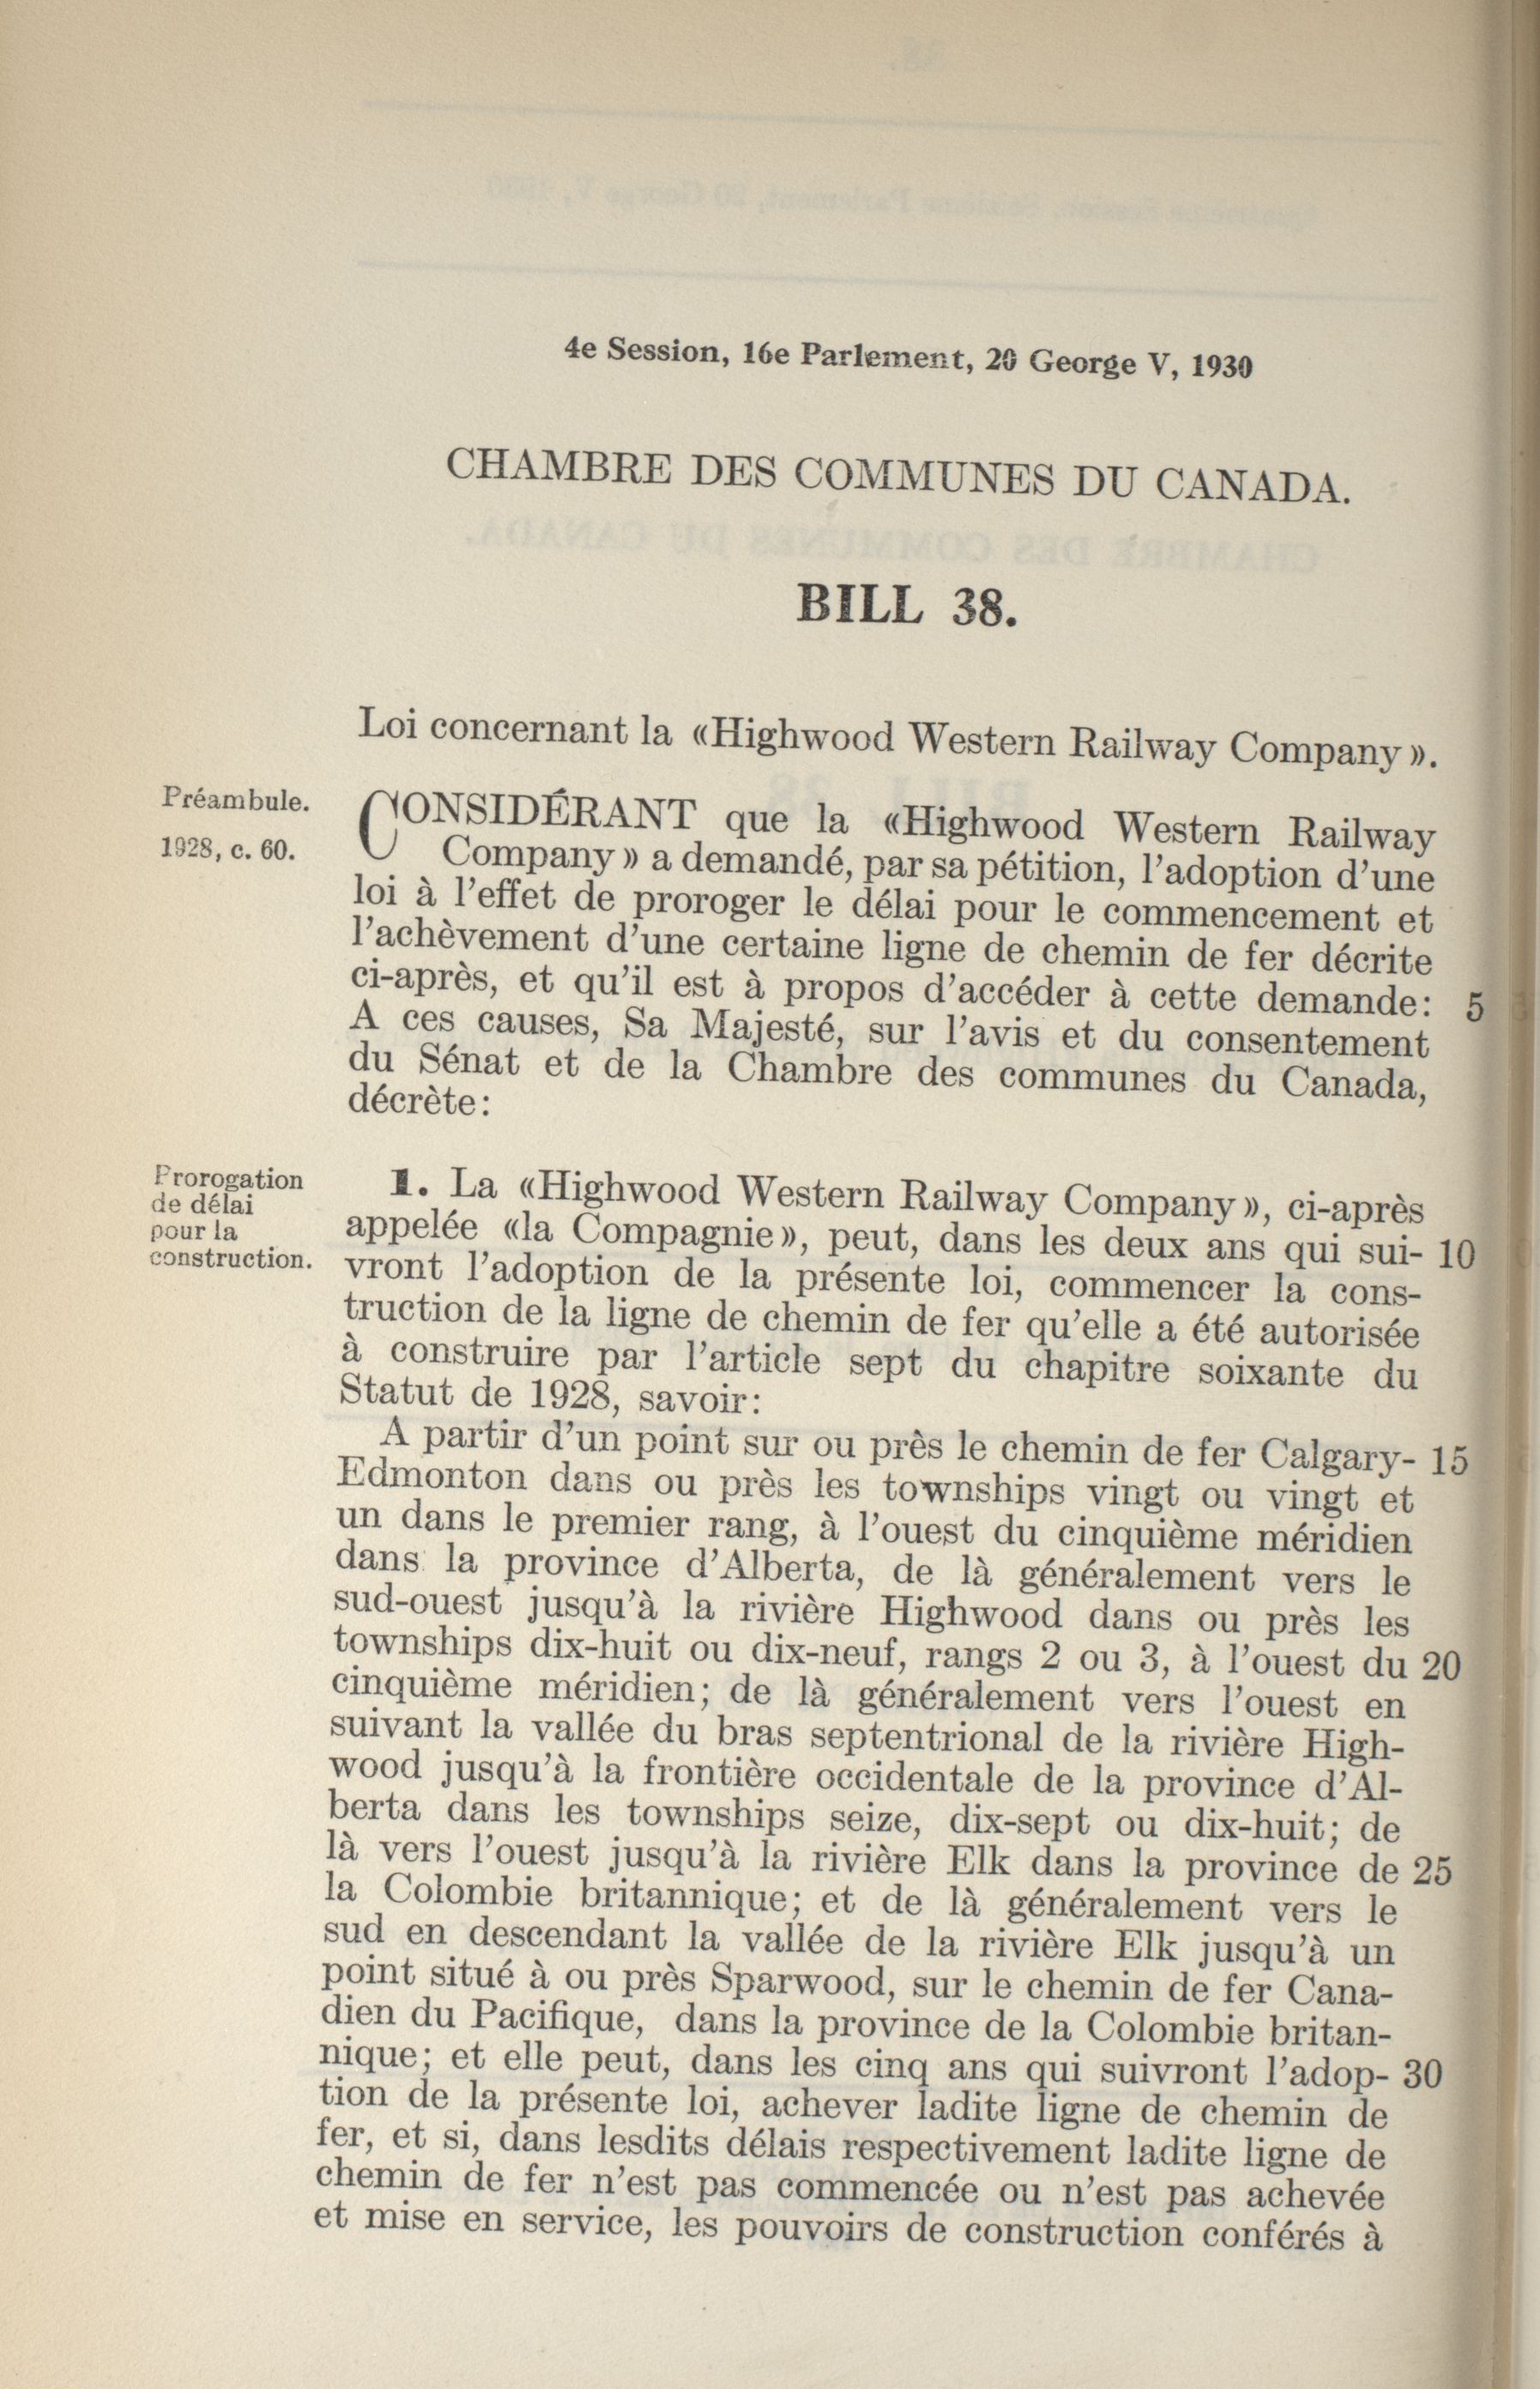 4e Session, 16e Parlement, 20 George V, 1930
CHAMBRE DES COMMUNES DU CANADA.
BILL 38.
Loi concernant la «Highwood Western Railway Company».
Préambule.
1928, c. 60.
CONSIDÉRANT que la «Highwood Western Railway
Company» a demandé, par sa pétition, l'adoption d'une
loi à l'effet de proroger le délai pour le commencement et
l'achèvement d'une certaine ligne de chemin de fer décrite
ci-après, et qu'il est à propos d'accéder à cette demande: 5
A ces causes, Sa Majesté, sur l'avis et du consentement
du Sénat et de la Chambre des communes du Canada,
décrète:
Prorogation
de délai
pour la
construction.
1. La «Highwood Western Railway Company», ci-après
appelée «la Compagnie», peut, dans les deux ans qui sui- 10
vront l'adoption de la présente loi, commencer la cons-
truction de la ligne de chemin de fer qu'elle a été autorisée
à construire par l'article sept du chapitre soixante du
Statut de 1928, savoir:
A partir d'un point sur ou près le chemin de fer Calgary- 15
Edmonton dans ou près les townships vingt ou vingt et
un dans le premier rang, à l'ouest du cinquième méridien
dans la province d'Alberta, de là généralement vers le
sud-ouest jusqu'à la rivière Highwood dans ou près les
townships dix-huit ou dix-neuf, rangs 2 ou 3, à l'ouest du 20
cinquième méridien; de là généralement vers l'ouest en
suivant la vallée du bras septentrional de la rivière High-
wood jusqu'à la frontière occidentale de la province d'Al-
berta dans les townships seize, dix-sept ou dix-huit; de
là vers l'ouest jusqu'à la rivière Elk dans la province de 25
la Colombie britannique; et de là généralement vers le
sud en descendant la vallée de la rivière Elk jusqu'à un
point situé à ou près Sparwood, sur le chemin de fer Cana-
dien du Pacifique, dans la province de la Colombie britan-
nique; et elle peut, dans les cinq ans qui suivront l'adop- 30
tion de la présente loi, achever ladite ligne de chemin de
fer, et si, dans lesdits délais respectivement ladite ligne de
chemin de fer n'est pas commencée ou n'est pas achevée
et mise en service, les pouvoirs de construction conférés à